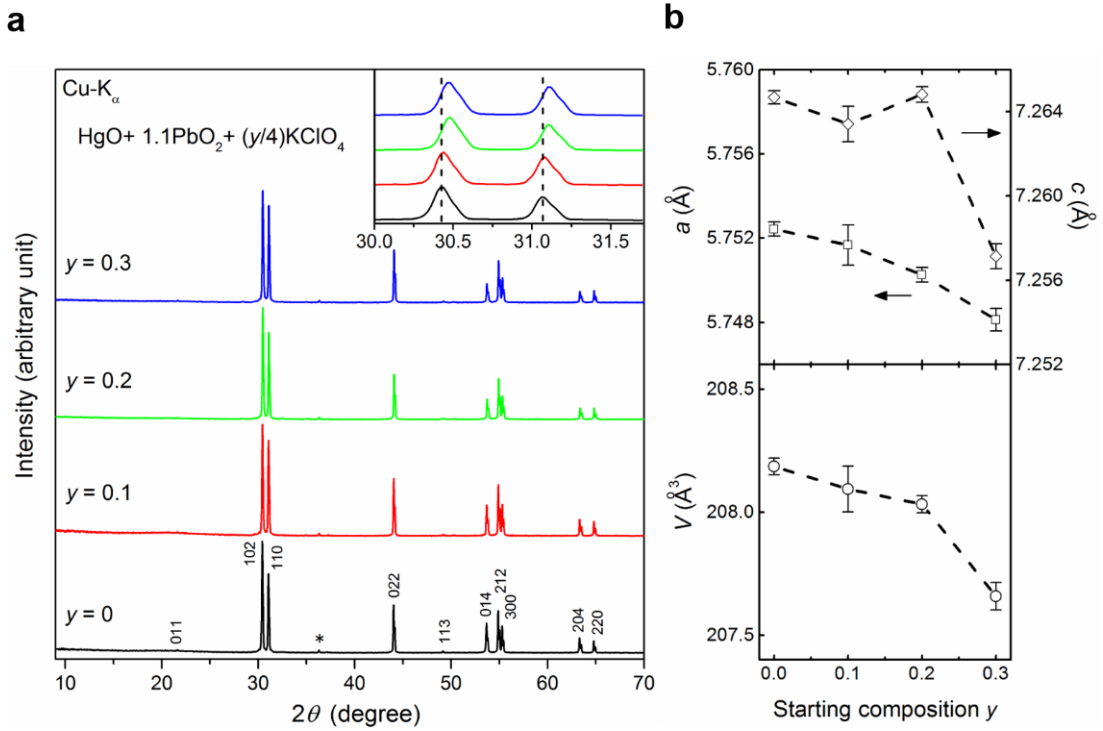 a
Cu-Kα
HgO+ 1.1PbO₂+ (y/4)KClO₄
30.0 30.5 31.0 31.5
y = 0.3
y = 0.2
y = 0.1
y = 0
011
102
110
*
022
113
014
212
300
204
220
Intensity (arbitrary unit)
10 20 30 40 50 60 70
2θ (degree)
b
5.760
5.756
5.752
5.748
a (Å)
7.264
7.260
7.256
7.252
c (Å)
208.5
208.0
207.5
V (Å³)
0.0 0.1 0.2 0.3
Starting composition y